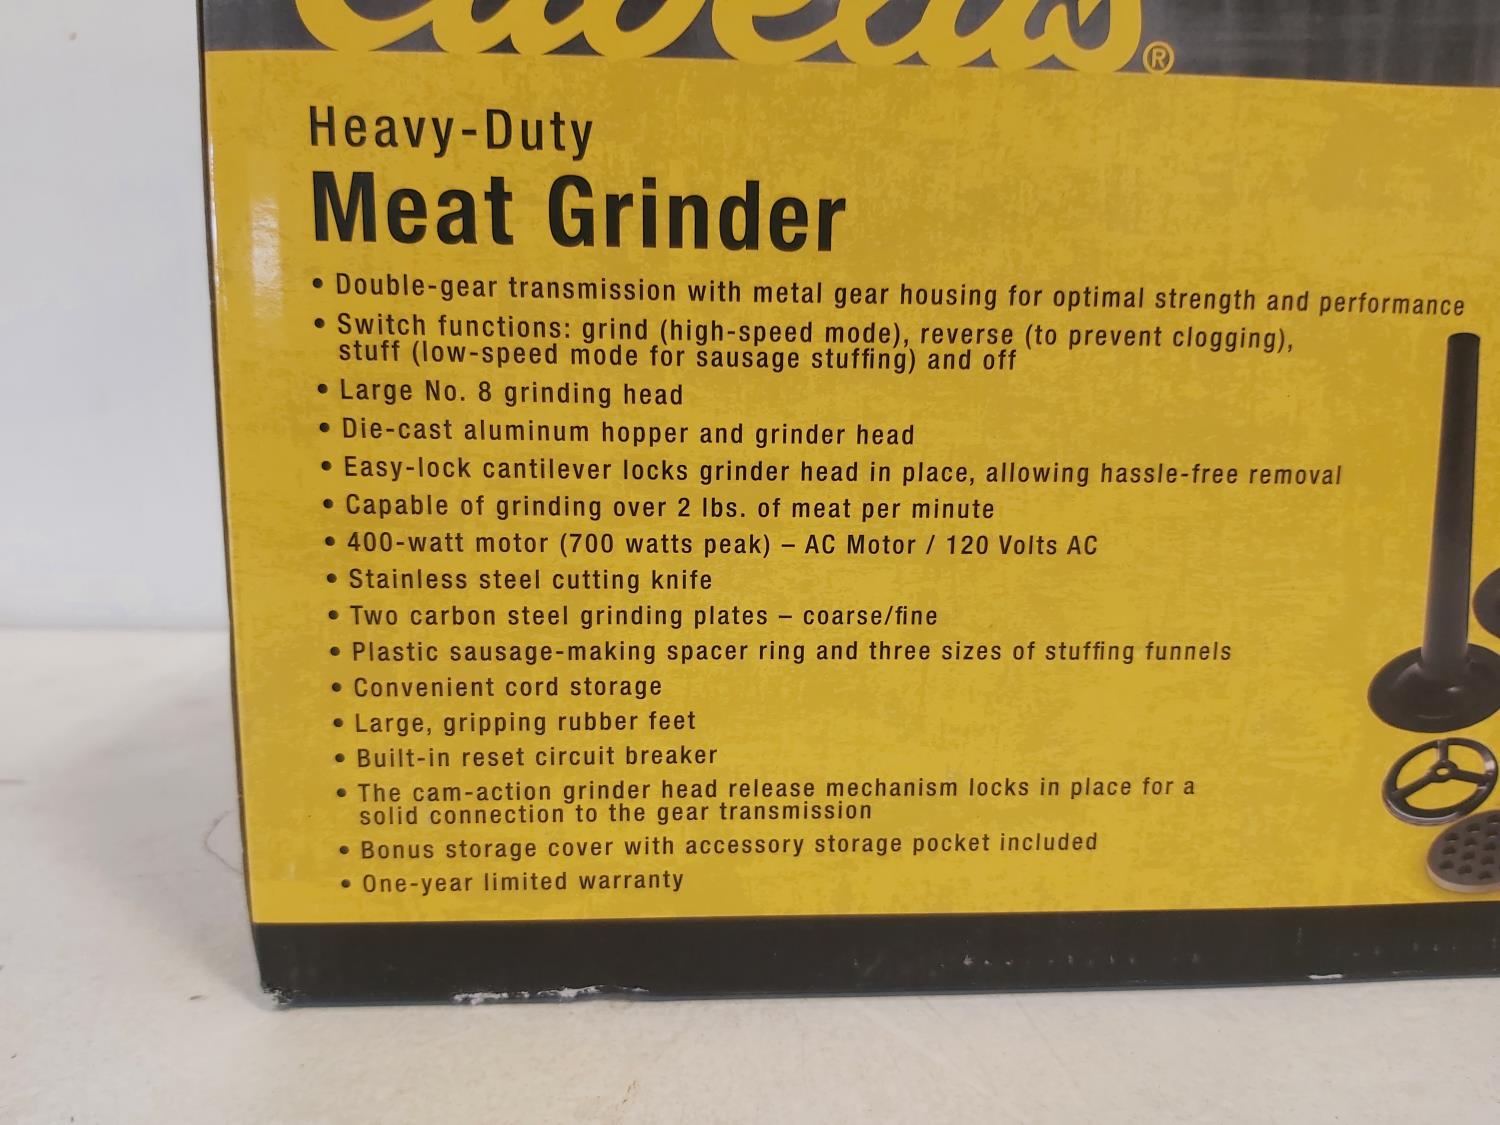 Cabela's®
Heavy-Duty
Meat Grinder
• Double-gear transmission with metal gear housing for optimal strength and performance
• Switch functions: grind (high-speed mode), reverse (to prevent clogging),
stuff (low-speed mode for sausage stuffing) and off
• Large No. 8 grinding head
• Die-cast aluminum hopper and grinder head
• Easy-lock cantilever locks grinder head in place, allowing hassle-free removal
• Capable of grinding over 2 lbs. of meat per minute
• 400-watt motor (700 watts peak) – AC Motor / 120 Volts AC
• Stainless steel cutting knife
• Two carbon steel grinding plates – coarse/fine
• Plastic sausage-making spacer ring and three sizes of stuffing funnels
• Convenient cord storage
• Large, gripping rubber feet
• Built-in reset circuit breaker
• The cam-action grinder head release mechanism locks in place for a
solid connection to the gear transmission
• Bonus storage cover with accessory storage pocket included
• One-year limited warranty